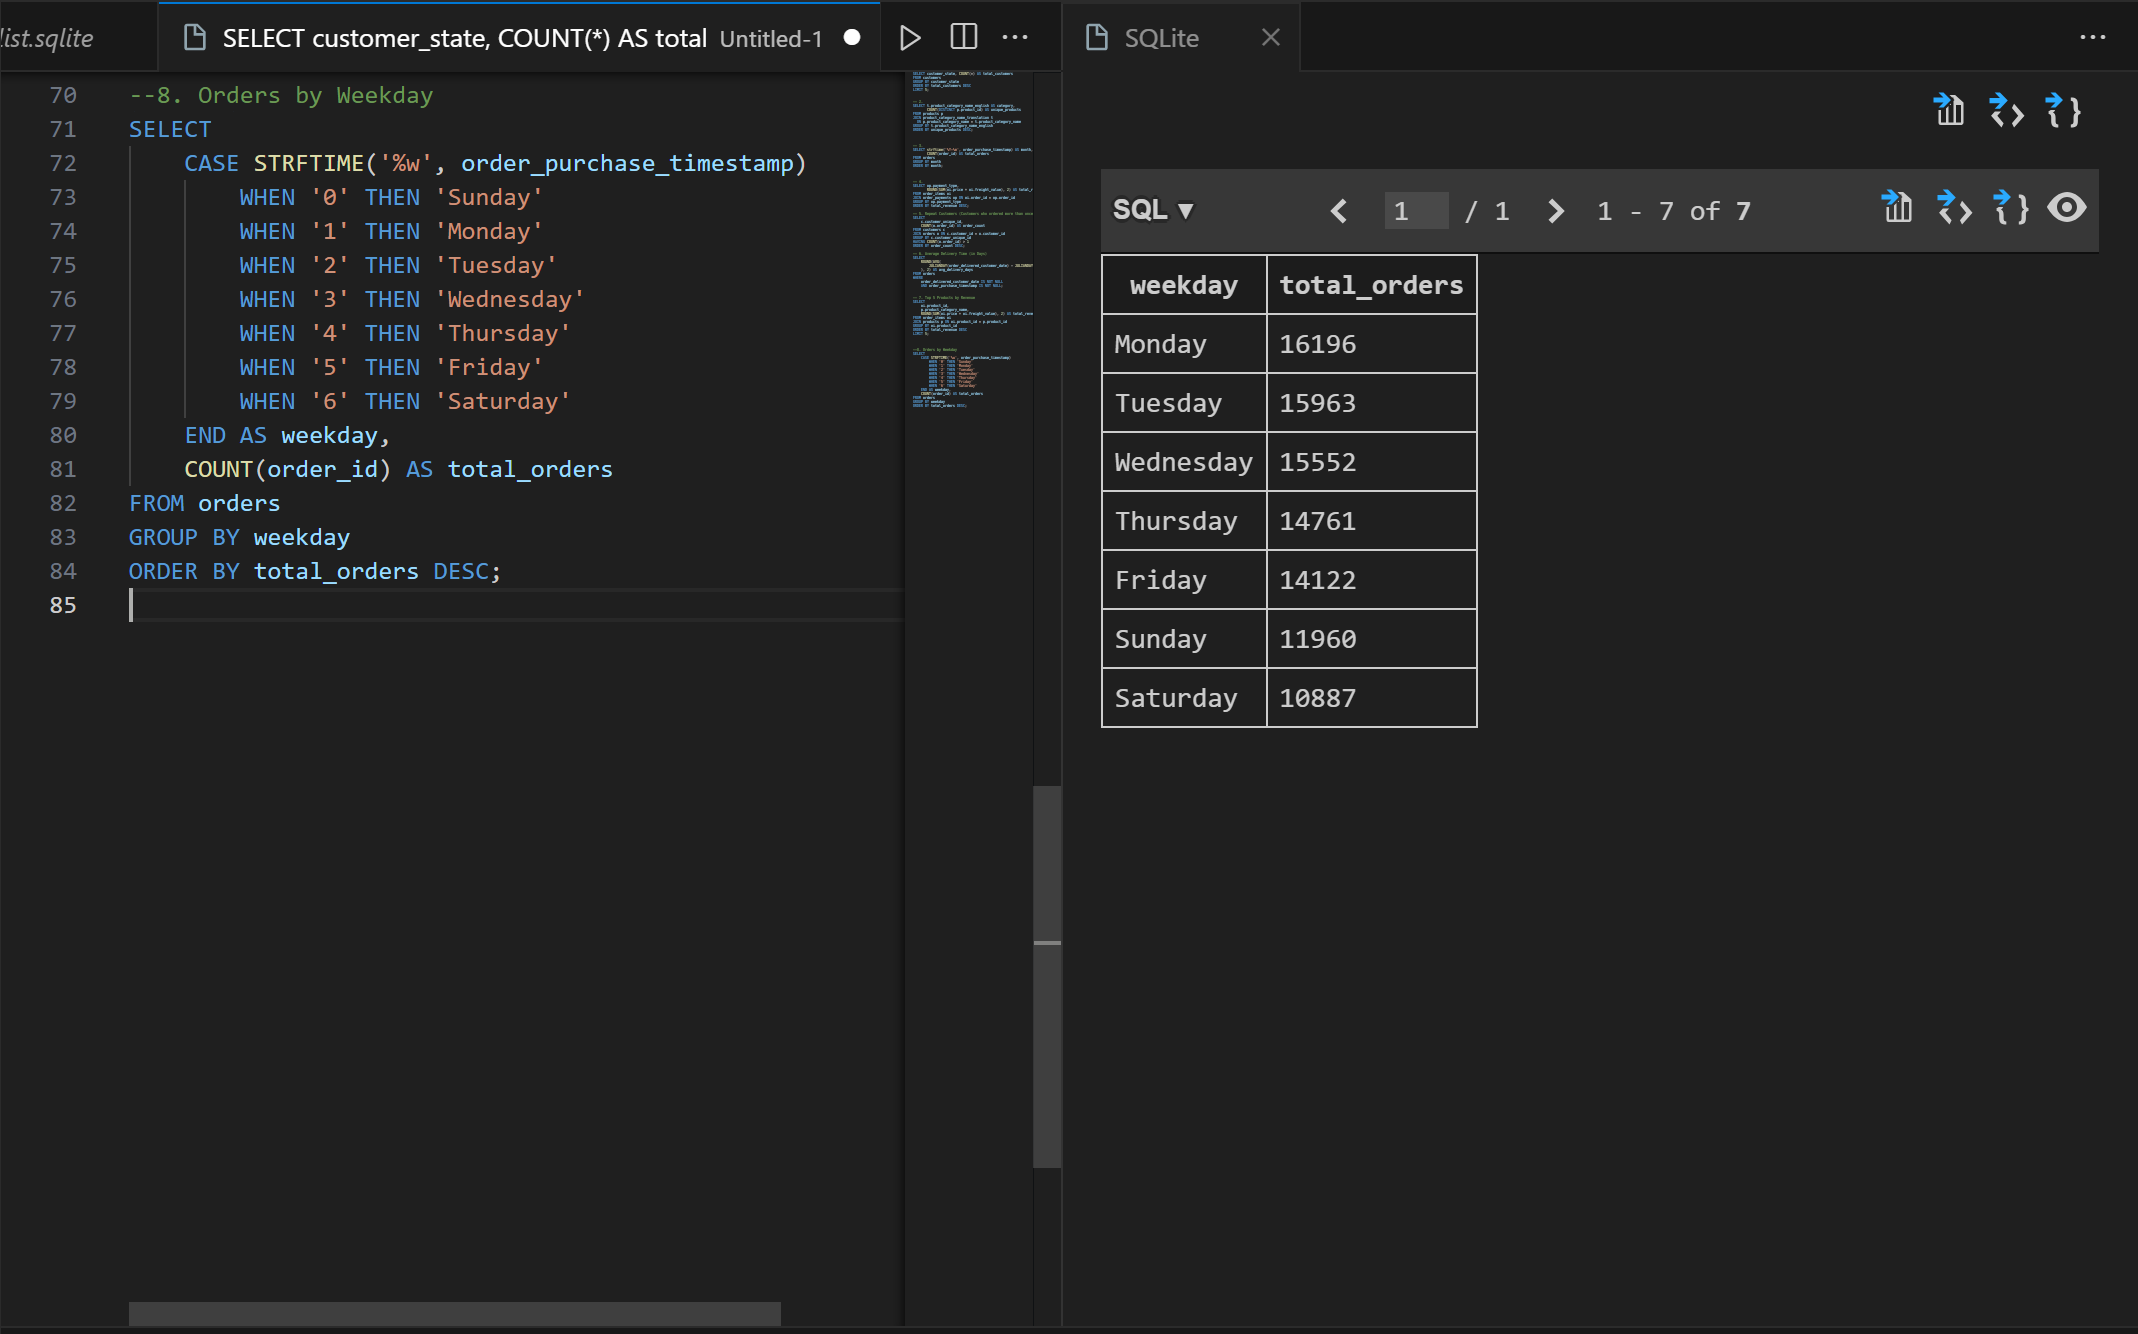 list.sqlite
SELECT customer_state, COUNT(*) AS total Untitled-1
SQLite
70 --8. Orders by Weekday
71 SELECT
72 CASE STRFTIME('%w', order_purchase_timestamp)
73 WHEN '0' THEN 'Sunday'
74 WHEN '1' THEN 'Monday'
75 WHEN '2' THEN 'Tuesday'
76 WHEN '3' THEN 'Wednesday'
77 WHEN '4' THEN 'Thursday'
78 WHEN '5' THEN 'Friday'
79 WHEN '6' THEN 'Saturday'
80 END AS weekday,
81 COUNT(order_id) AS total_orders
82 FROM orders
83 GROUP BY weekday
84 ORDER BY total_orders DESC;
85
SQL ▼ < 1 / 1 > 1 - 7 of 7
weekday total_orders
Monday 16196
Tuesday 15963
Wednesday 15552
Thursday 14761
Friday 14122
Sunday 11960
Saturday 10887